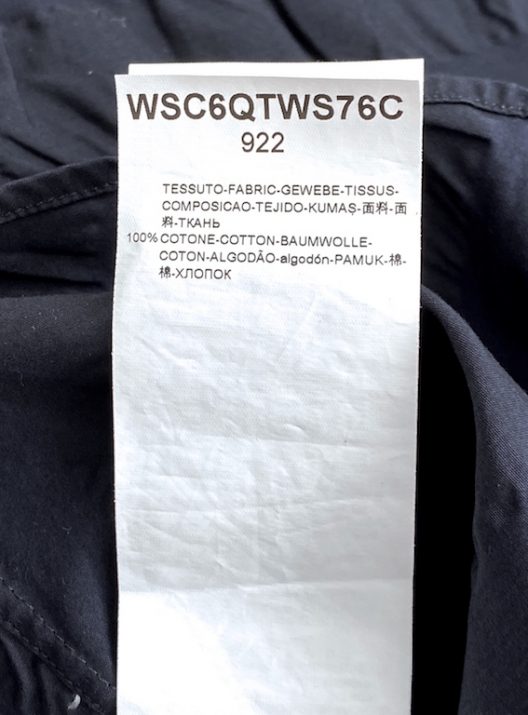 WSC6QTWS76C
922
TESSUTO-FABRIC-GEWEBE-TISSUS-
COMPOSICAO-TEJIDO-KUMAŞ-面料-面
料-ТКАНЬ
100% COTONE-COTTON-BAUMWOLLE-
COTON-ALGODÃO-algodón-PAMUK-棉-
棉-ХЛОПОК